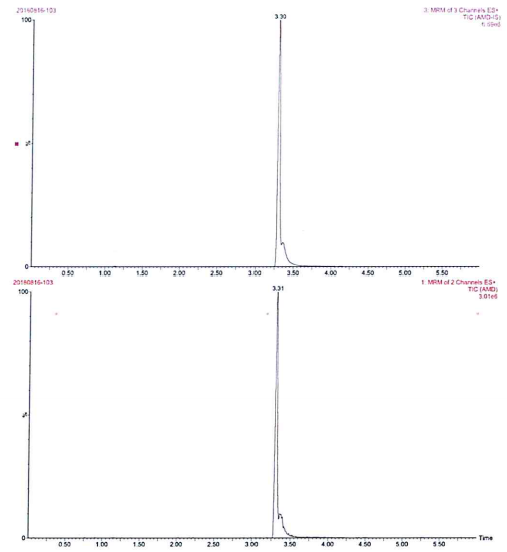 20160816-103
3: MRM of 3 Channels ES+
TIC (AMD-IS)
3.30
100
%
0
0.50 1.00 1.50 2.00 2.50 3.00 3.50 4.00 4.50 5.00 5.50
20160816-103
1: MRM of 2 Channels ES+
TIC (AMD)
3.01e6
3.31
100
%
0
0.50 1.00 1.50 2.00 2.50 3.00 3.50 4.00 4.50 5.00 5.50 Time